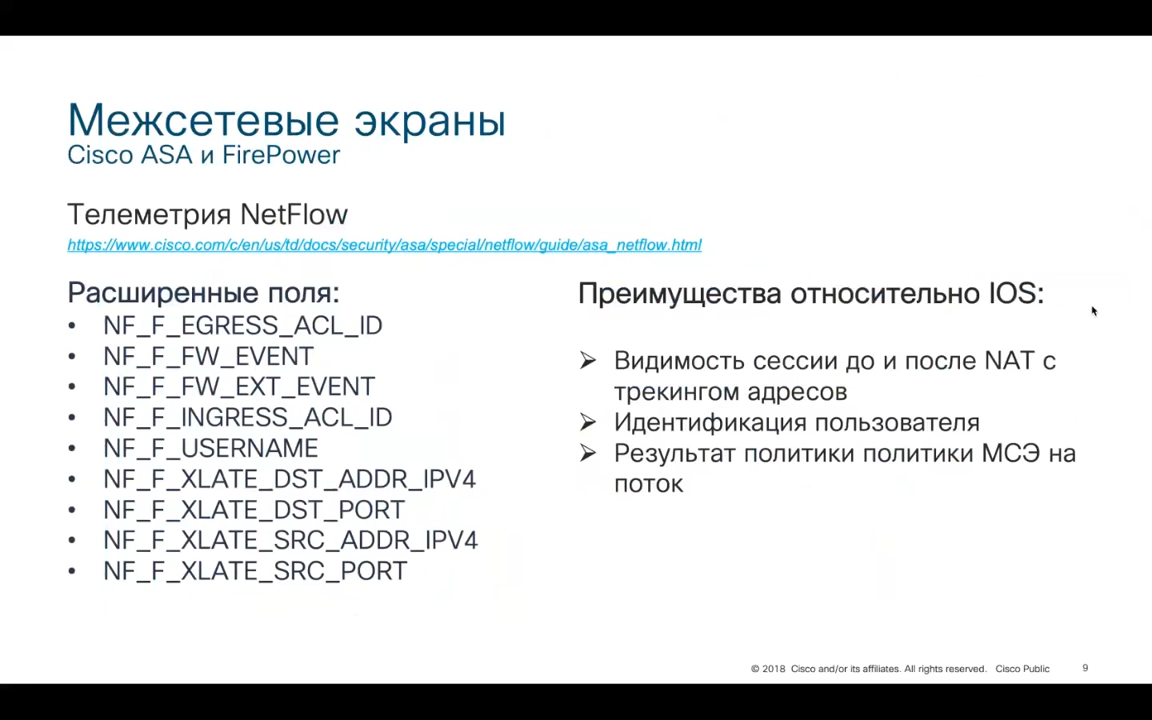 Межсетевые экраны
Cisco ASA и FirePower
Телеметрия NetFlow
https://www.cisco.com/c/en/us/td/docs/security/asa/special/netflow/guide/asa_netflow.html
Расширенные поля:
• NF_F_EGRESS_ACL_ID
• NF_F_FW_EVENT
• NF_F_FW_EXT_EVENT
• NF_F_INGRESS_ACL_ID
• NF_F_USERNAME
• NF_F_XLATE_DST_ADDR_IPV4
• NF_F_XLATE_DST_PORT
• NF_F_XLATE_SRC_ADDR_IPV4
• NF_F_XLATE_SRC_PORT
Преимущества относительно IOS:
➢ Видимость сессии до и после NAT с
трекингом адресов
➢ Идентификация пользователя
➢ Результат политики политики МСЭ на
поток
© 2018 Cisco and/or its affiliates. All rights reserved. Cisco Public 9